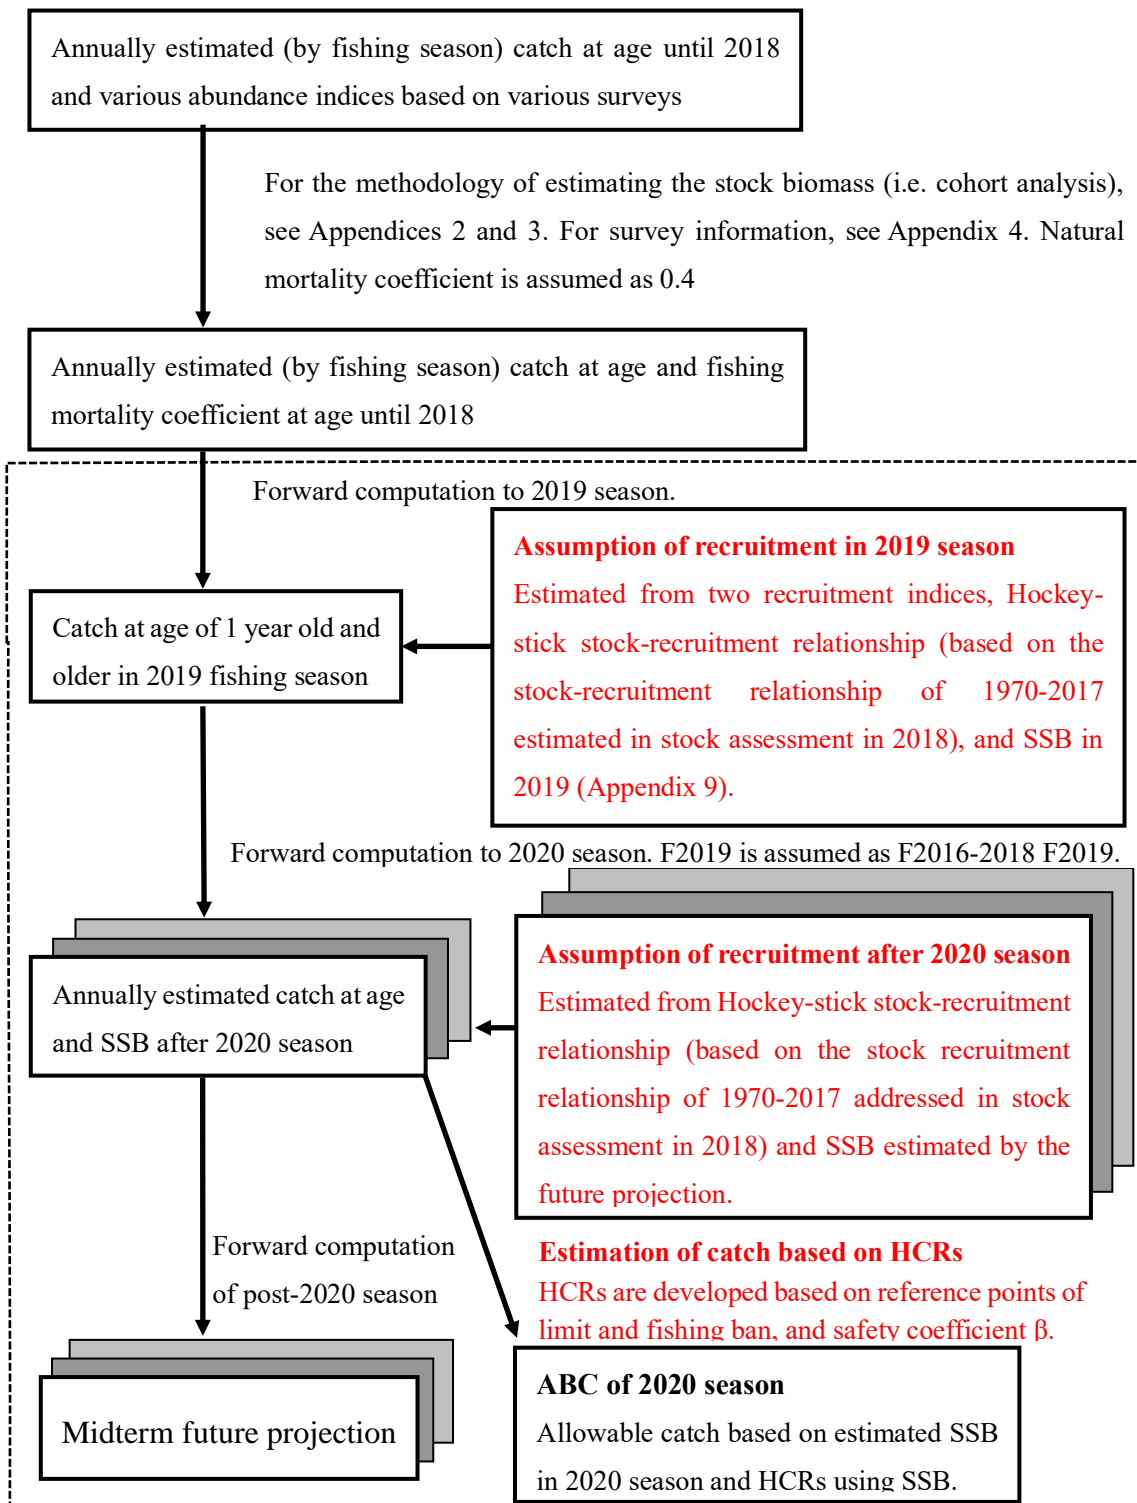 Annually estimated (by fishing season) catch at age until 2018
and various abundance indices based on various surveys
For the methodology of estimating the stock biomass (i.e. cohort analysis),
see Appendices 2 and 3. For survey information, see Appendix 4. Natural
mortality coefficient is assumed as 0.4
Annually estimated (by fishing season) catch at age and fishing
mortality coefficient at age until 2018
Forward computation to 2019 season.
Assumption of recruitment in 2019 season
Estimated from two recruitment indices, Hockey-
stick stock-recruitment relationship (based on the
stock-recruitment relationship of 1970-2017
estimated in stock assessment in 2018), and SSB in
2019 (Appendix 9).
Catch at age of 1 year old and
older in 2019 fishing season
Forward computation to 2020 season. F2019 is assumed as F2016-2018 F2019.
Assumption of recruitment after 2020 season
Estimated from Hockey-stick stock-recruitment
relationship (based on the stock recruitment
relationship of 1970-2017 addressed in stock
assessment in 2018) and SSB estimated by the
future projection.
Annually estimated catch at age
and SSB after 2020 season
Forward computation
of post-2020 season
Estimation of catch based on HCRs
HCRs are developed based on reference points of
limit and fishing ban, and safety coefficient β.
Midterm future projection
ABC of 2020 season
Allowable catch based on estimated SSB
in 2020 season and HCRs using SSB.